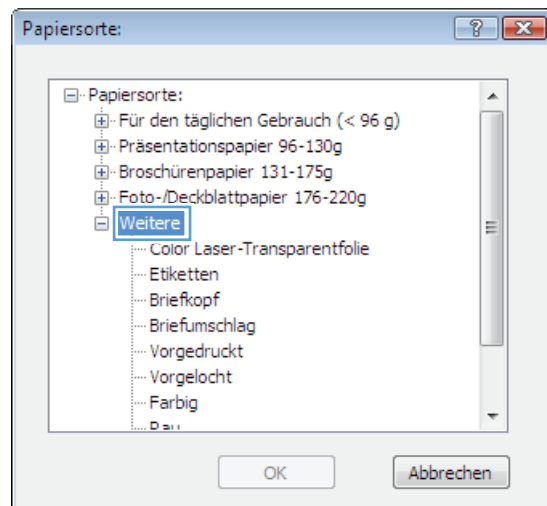 Papiersorte:
Papiersorte:
Für den täglichen Gebrauch (< 96 g)
Präsentationspapier 96-130g
Broschürenpapier 131-175g
Foto-/Deckblattpapier 176-220g
Weitere
Color Laser-Transparentfolie
Etiketten
Briefkopf
Briefumschlag
Vorgedruckt
Vorgelocht
Farbig
OK
Abbrechen